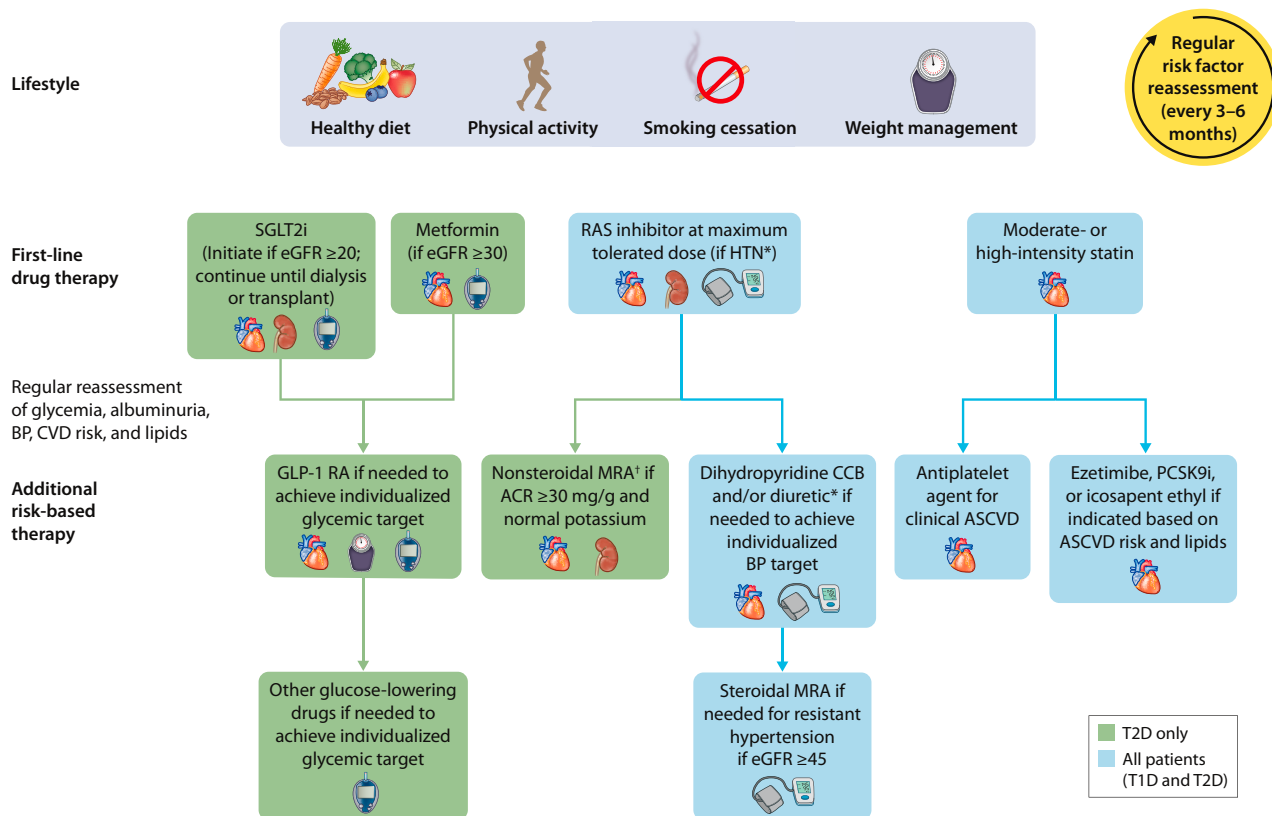 Lifestyle
Healthy diet
Physical activity
Smoking cessation
Weight management
Regular
risk factor
reassessment
(every 3–6
months)
First-line
drug therapy
SGLT2i
(Initiate if eGFR ≥20;
continue until dialysis
or transplant)
Metformin
(if eGFR ≥30)
RAS inhibitor at maximum
tolerated dose (if HTN*)
Moderate- or
high-intensity statin
Regular reassessment
of glycemia, albuminuria,
BP, CVD risk, and lipids
Additional
risk-based
therapy
GLP-1 RA if needed to
achieve individualized
glycemic target
Nonsteroidal MRA† if
ACR ≥30 mg/g and
normal potassium
Dihydropyridine CCB
and/or diuretic* if
needed to achieve
individualized
BP target
Antiplatelet
agent for
clinical ASCVD
Ezetimibe, PCSK9i,
or icosapent ethyl if
indicated based on
ASCVD risk and lipids
Other glucose-lowering
drugs if needed to
achieve individualized
glycemic target
Steroidal MRA if
needed for resistant
hypertension
if eGFR ≥45
T2D only
All patients
(T1D and T2D)